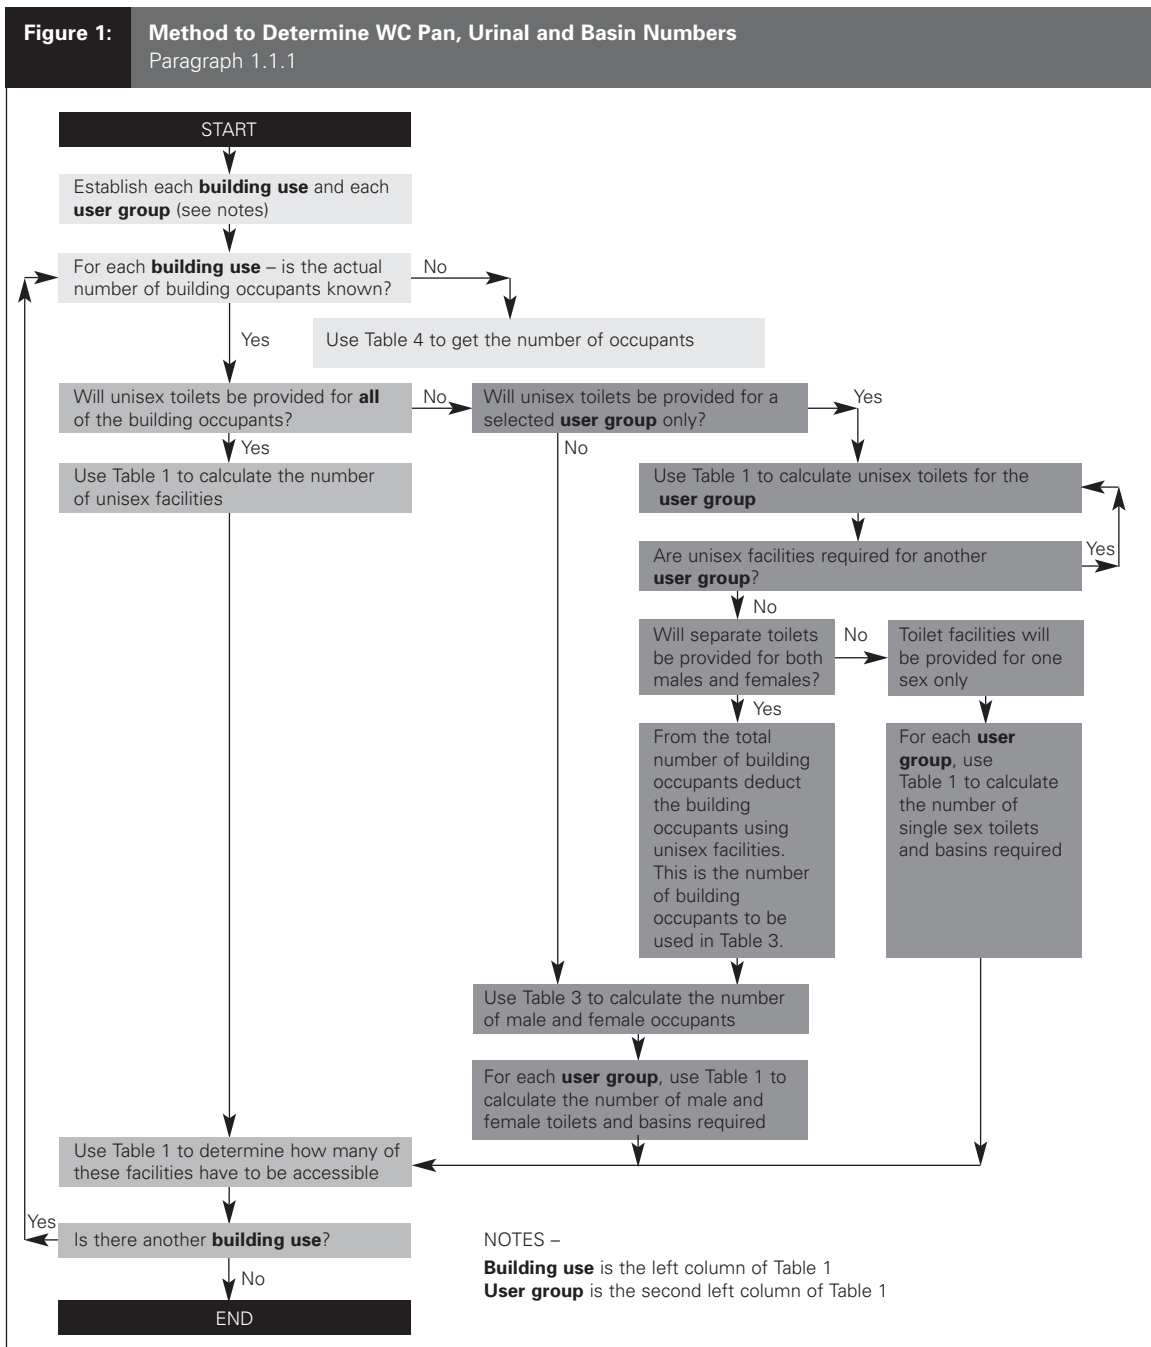 Figure 1:
Method to Determine WC Pan, Urinal and Basin Numbers
Paragraph 1.1.1
START
Establish each building use and each
user group (see notes)
For each building use – is the actual
number of building occupants known?
No
Use Table 4 to get the number of occupants
Yes
Will unisex toilets be provided for all
of the building occupants?
No
Will unisex toilets be provided for a
selected user group only?
Yes
Yes
Use Table 1 to calculate the number
of unisex facilities
No
Use Table 1 to calculate unisex toilets for the
user group
Are unisex facilities required for another
user group?
Yes
No
Will separate toilets
be provided for both
males and females?
No
Toilet facilities will
be provided for one
sex only
Yes
From the total
number of building
occupants deduct
the building
occupants using
unisex facilities.
This is the number
of building
occupants to be
used in Table 3.
For each user
group, use
Table 1 to calculate
the number of
single sex toilets
and basins required
Use Table 3 to calculate the number
of male and female occupants
For each user group, use Table 1 to
calculate the number of male and
female toilets and basins required
Use Table 1 to determine how many of
these facilities have to be accessible
Yes
Is there another building use?
No
END
NOTES –
Building use is the left column of Table 1
User group is the second left column of Table 1